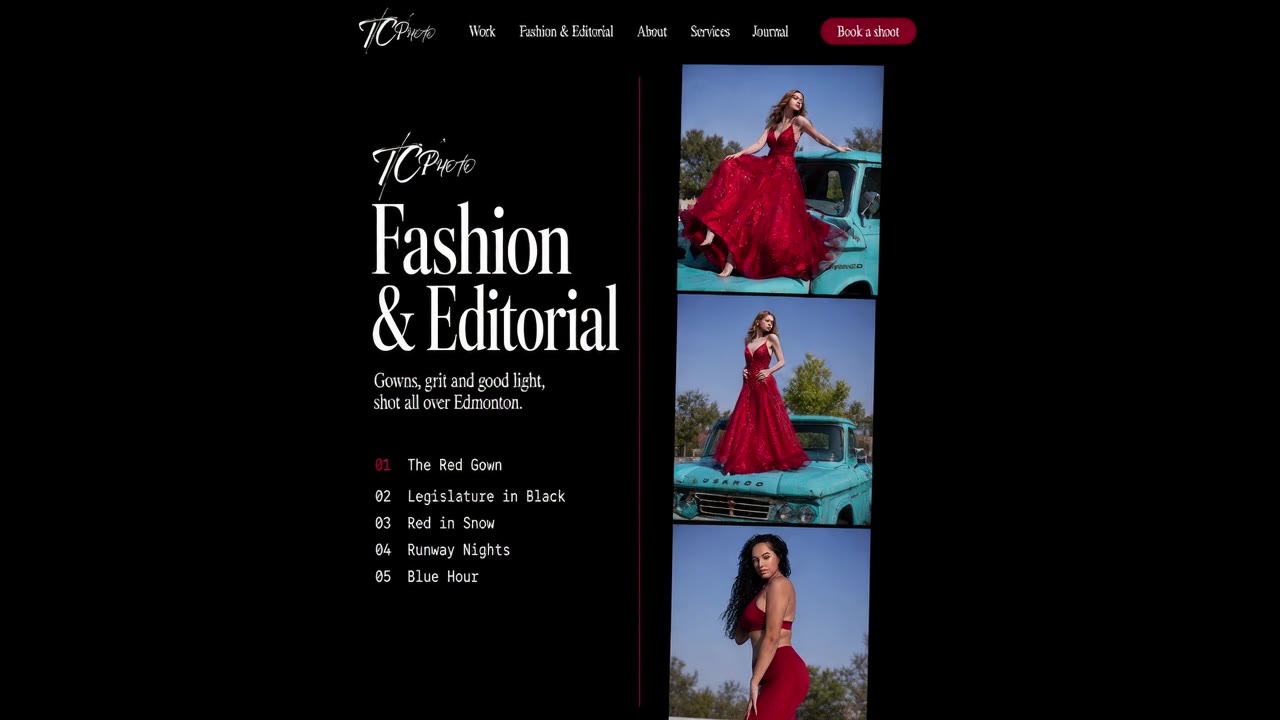 TCPhoto
Work
Fashion & Editorial
About
Services
Journal
Book a shoot
TCPhoto
Fashion
& Editorial
Gowns, grit and good light,
shot all over Edmonton.
01 The Red Gown
02 Legislature in Black
03 Red in Snow
04 Runway Nights
05 Blue Hour